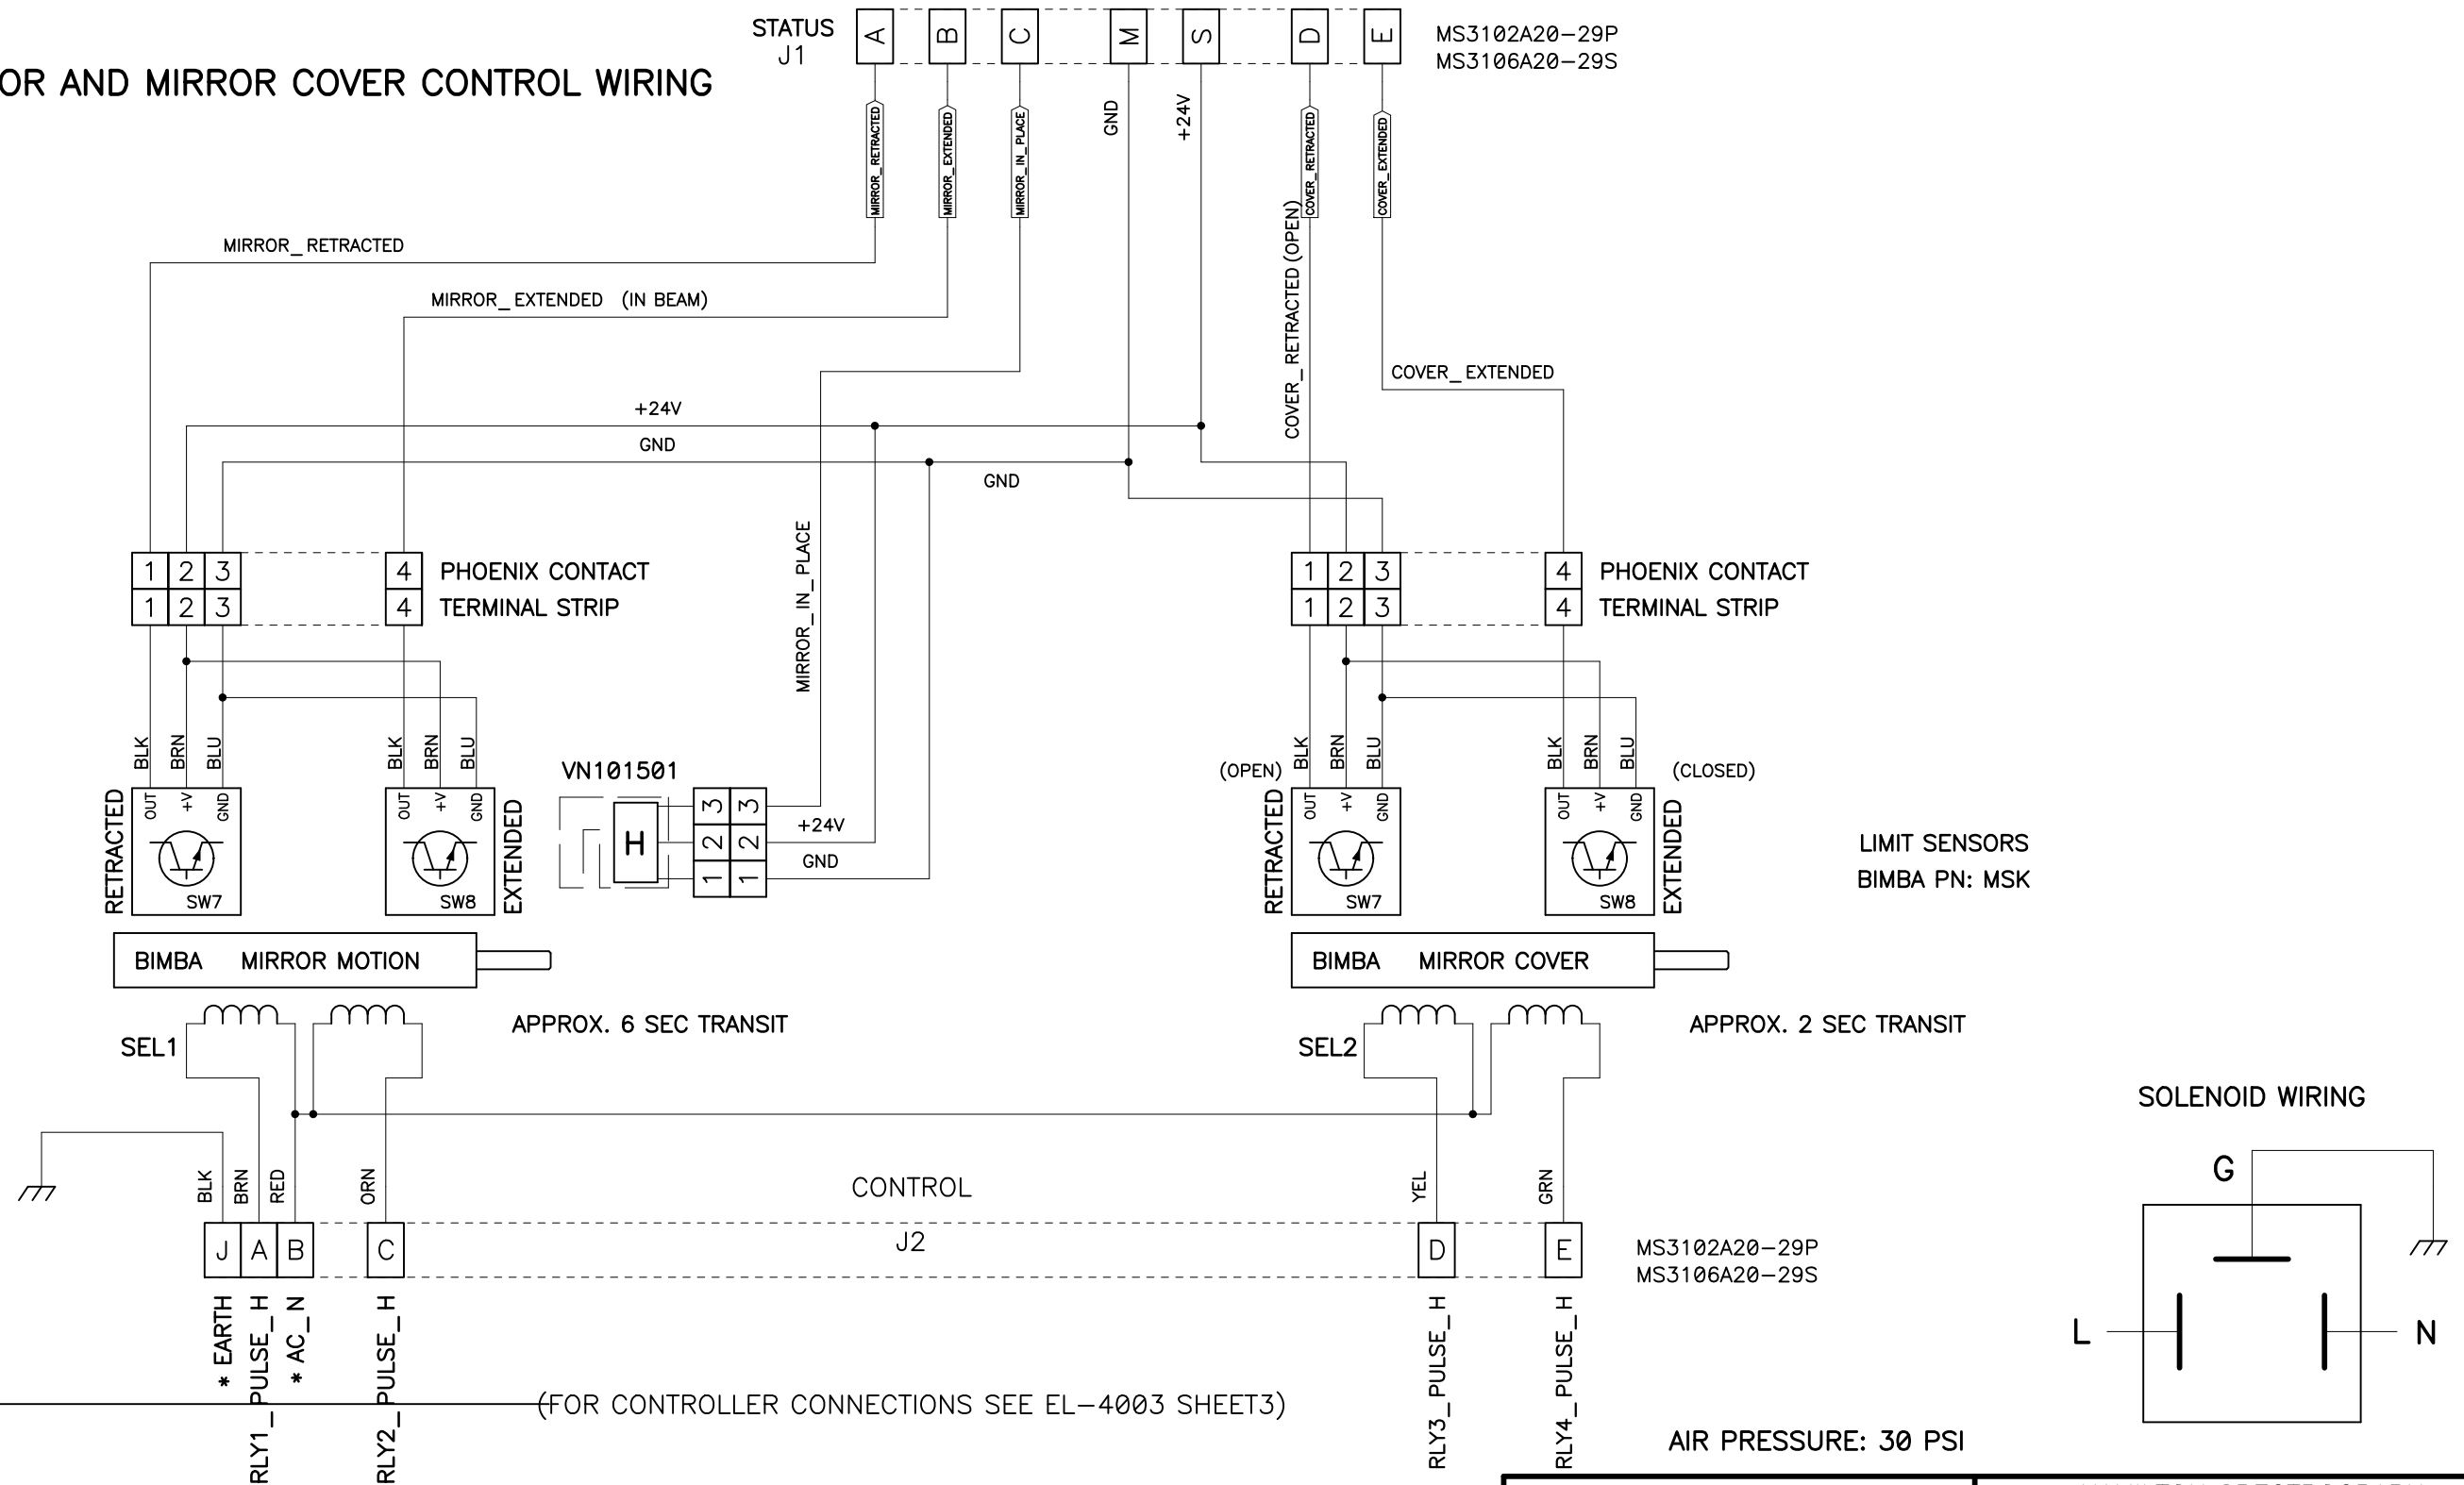 STATUS
J1
A B C M S D E
MS3102A20-29P
MS3106A20-29S
OR AND MIRROR COVER CONTROL WIRING
MIRROR_RETRACTED
MIRROR_EXTENDED
MIRROR_IN_PLACE
GND
+24V
COVER_RETRACTED
COVER_EXTENDED
MIRROR_RETRACTED
MIRROR_EXTENDED (IN BEAM)
COVER_RETRACTED (OPEN)
COVER_EXTENDED
+24V
GND
GND
MIRROR_IN_PLACE
1 2 3 4 PHOENIX CONTACT
1 2 3 4 TERMINAL STRIP
1 2 3 4 PHOENIX CONTACT
1 2 3 4 TERMINAL STRIP
BLK BRN BLU
BLK BRN BLU
VN101501
(OPEN)
BLK BRN BLU
BLK BRN BLU
(CLOSED)
RETRACTED
OUT +V GND
SW7
OUT +V GND
SW8
EXTENDED
H
3 3
2 2
1 1
+24V
GND
RETRACTED
OUT +V GND
SW7
OUT +V GND
SW8
EXTENDED
LIMIT SENSORS
BIMBA PN: MSK
BIMBA MIRROR MOTION
BIMBA MIRROR COVER
APPROX. 6 SEC TRANSIT
APPROX. 2 SEC TRANSIT
SEL1
SEL2
SOLENOID WIRING
G
L
N
BLK BRN RED ORN
YEL GRN
CONTROL
J2
J A B C D E
MS3102A20-29P
MS3106A20-29S
* EARTH
RLY1_PULSE_H
* AC_N
RLY2_PULSE_H
RLY3_PULSE_H
RLY4_PULSE_H
(FOR CONTROLLER CONNECTIONS SEE EL-4003 SHEET3)
AIR PRESSURE: 30 PSI